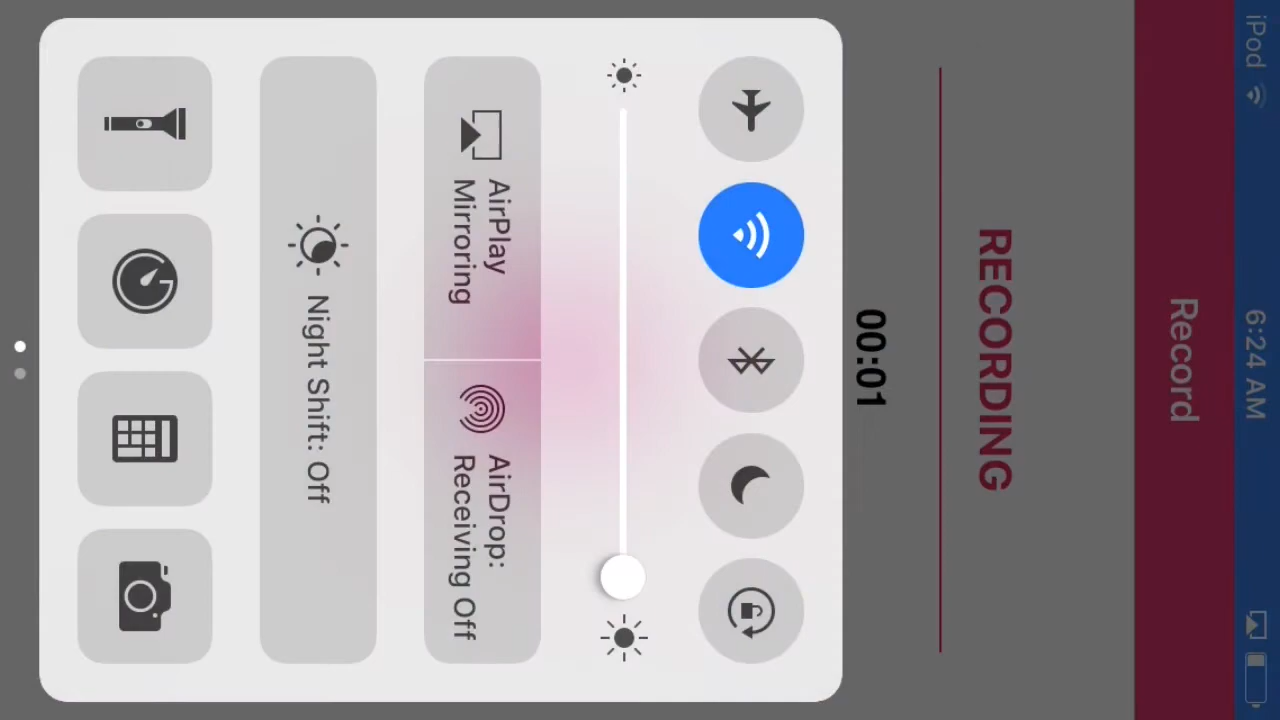 iPod 6:24 AM
Record
RECORDING
00:01
AirPlay
Mirroring
AirDrop:
Receiving Off
Night Shift: Off